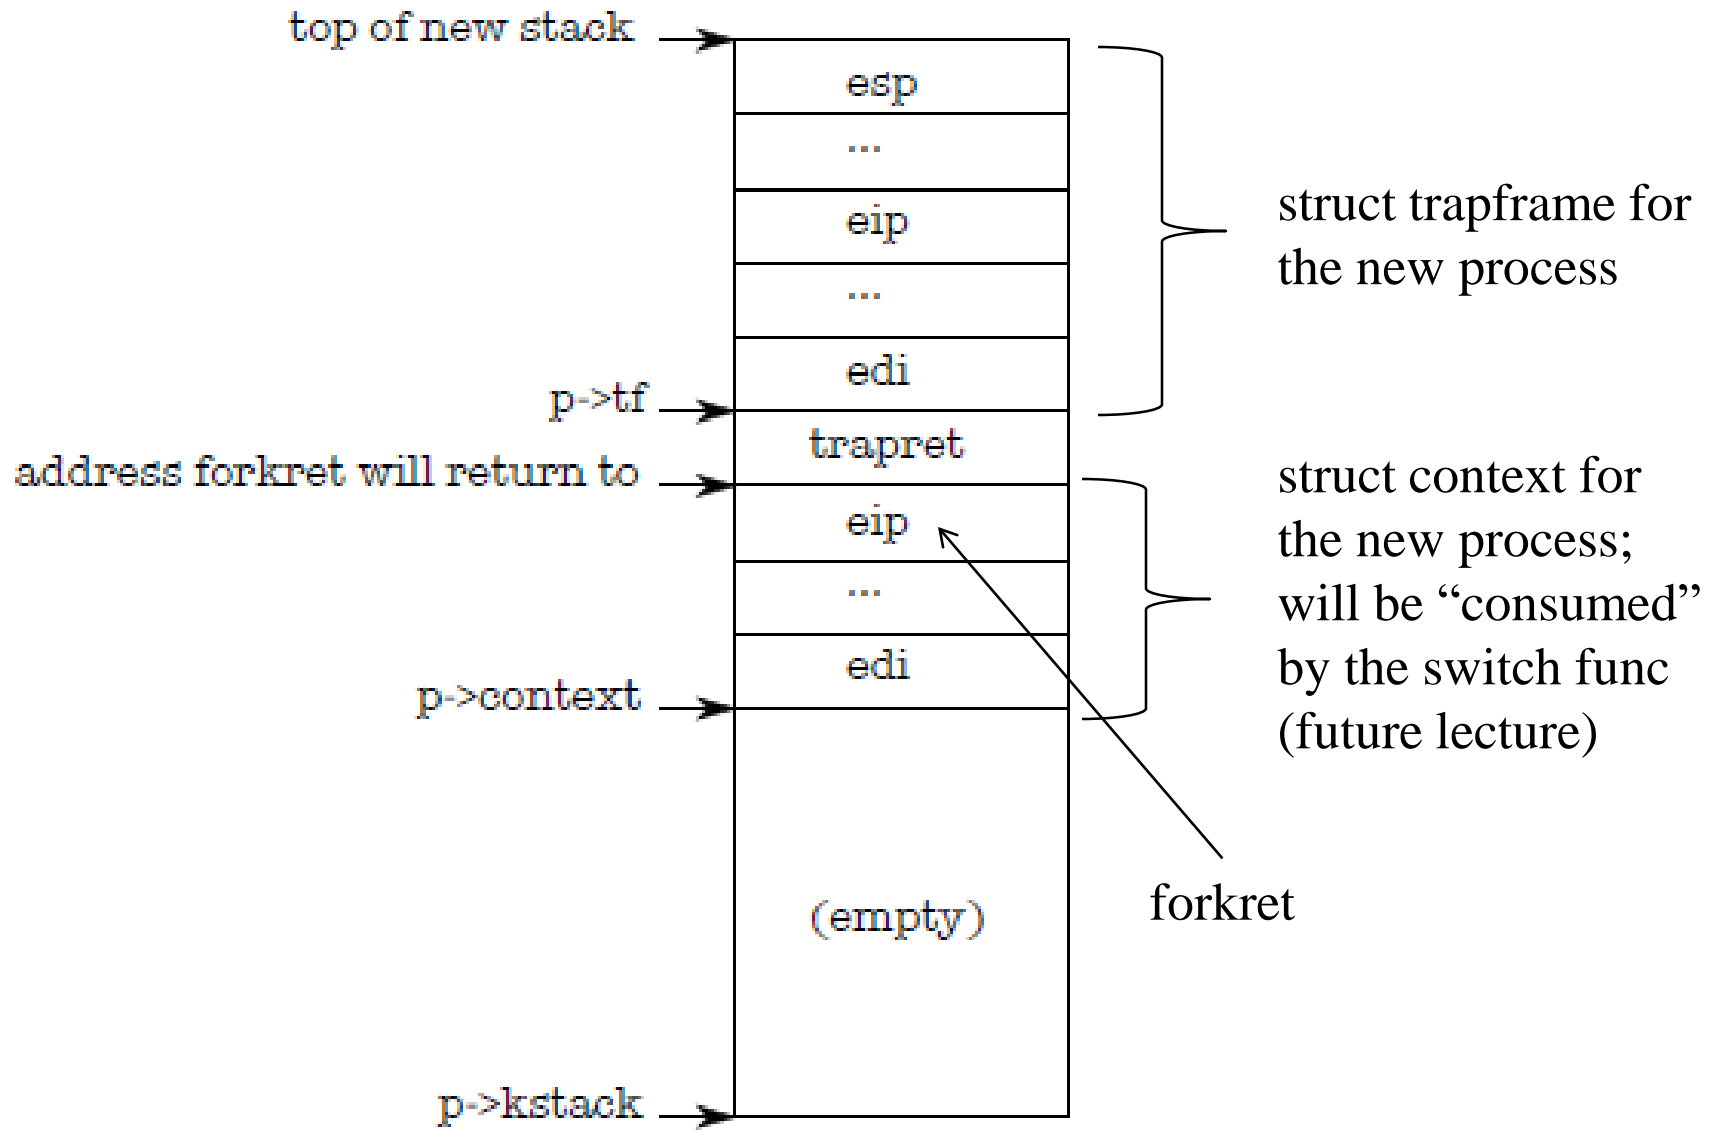 top of new stack
esp
...
eip
...
edi
p->tf
trapret
address forkret will return to
eip
...
edi
p->context
(empty)
p->kstack
struct trapframe for
the new process
struct context for
the new process;
will be “consumed”
by the switch func
(future lecture)
forkret